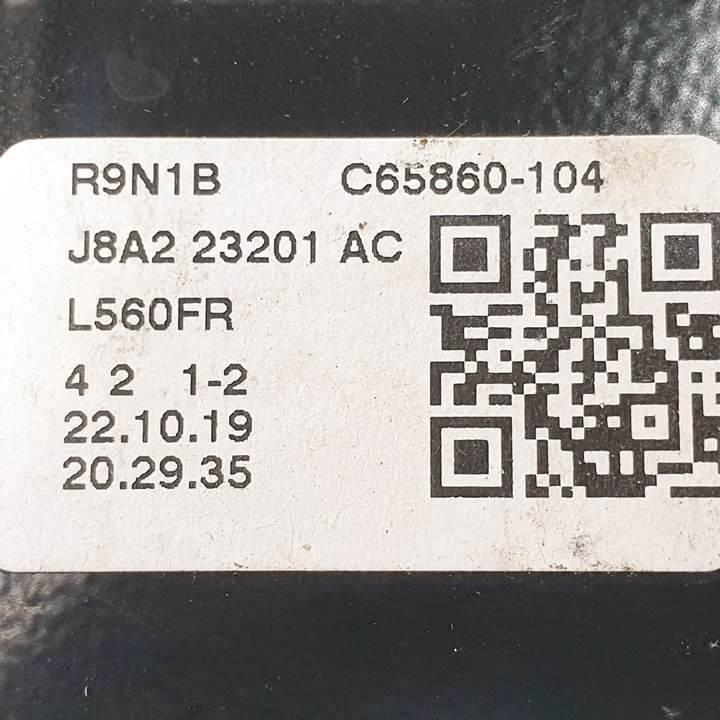 R9N1B C65860-104
J8A2 23201 AC
L560FR
4 2 1-2
22.10.19
20.29.35